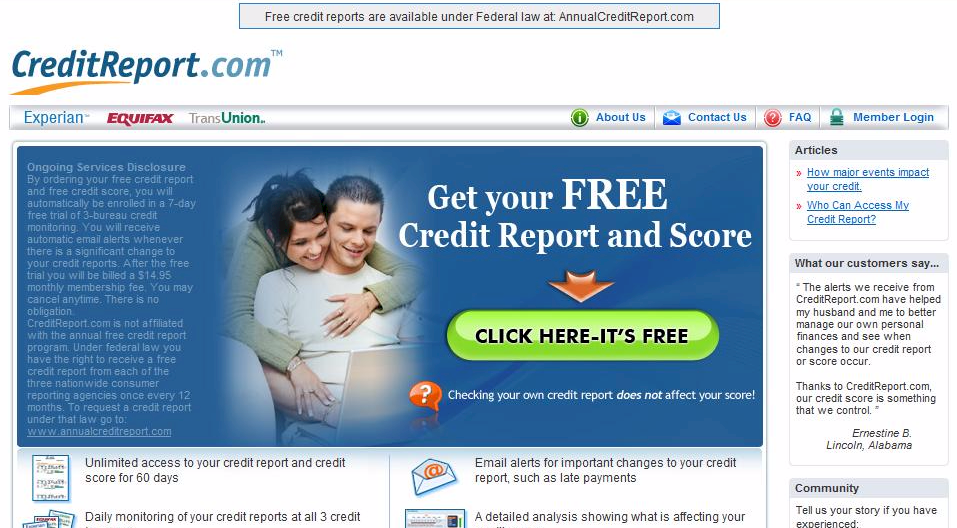 Free credit reports are available under Federal law at: AnnualCreditReport.com
CreditReport.com™
Experian EQUIFAX TransUnion.
About Us
Contact Us
FAQ
Member Login
Ongoing Services Disclosure
By ordering your free credit report
and free credit score, you will
automatically be enrolled in a 7-day
free trial of 3-bureau credit
monitoring. You will receive
automatic email alerts whenever
there is a significant change to
your credit reports. After the free
trial you will be billed a $14.95
monthly membership fee. You may
cancel anytime. There is no
obligation.
CreditReport.com is not affiliated
with the annual free credit report
program. Under federal law you
have the right to receive a free
credit report from each of the
three nationwide consumer
reporting agencies once every 12
months. To request a credit report
under that law go to:
www.annualcreditreport.com
Get your FREE
Credit Report and Score
CLICK HERE-IT'S FREE
Checking your own credit report does not affect your score!
Articles
» How major events impact
your credit.
» Who Can Access My
Credit Report?
What our customers say...
“ The alerts we receive from
CreditReport.com have helped
my husband and me to better
manage our own personal
finances and see when
changes to our credit report
or score occur.
Thanks to CreditReport.com,
our credit score is something
that we control. ”
Ernestine B.
Lincoln, Alabama
Community
Tell us your story if you have
experienced:
Unlimited access to your credit report and credit
score for 60 days
Email alerts for important changes to your credit
report, such as late payments
Daily monitoring of your credit reports at all 3 credit
A detailed analysis showing what is affecting your